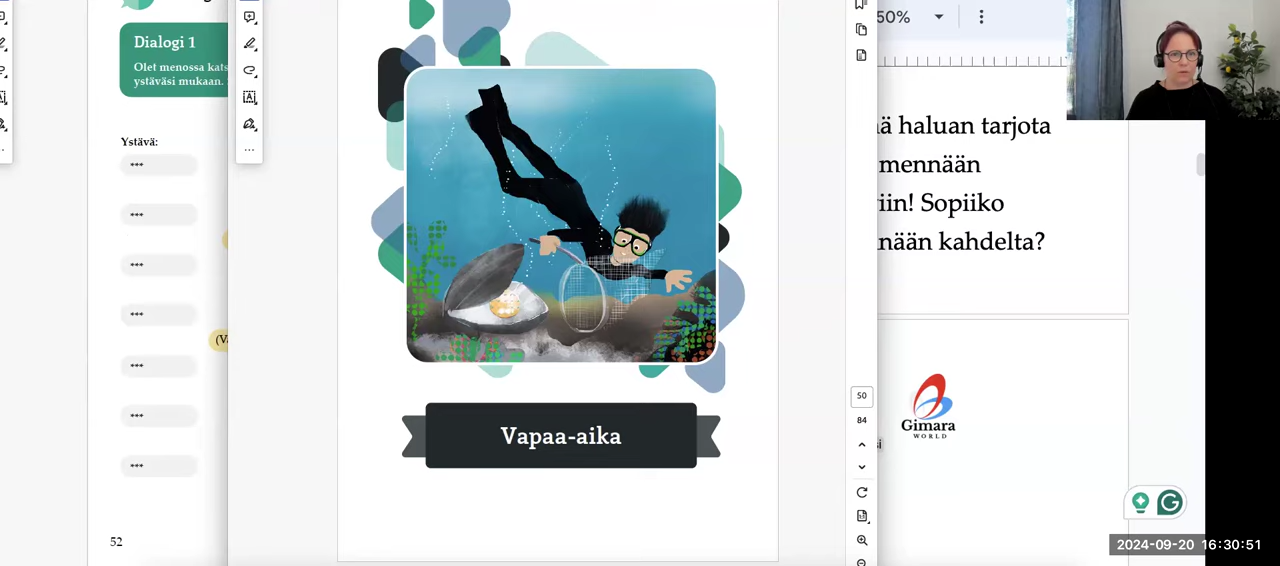 Dialogi 1
Olet menossa kats
ystäväsi mukaan.
Ystävä:
***
***
***
***
***
***
***
52
Vapaa-aika
50
84
50%
ä haluan tarjota
mennään
iin! Sopiiko
nään kahdelta?
Gimara
WORLD
si
2024-09-20 16:30:51